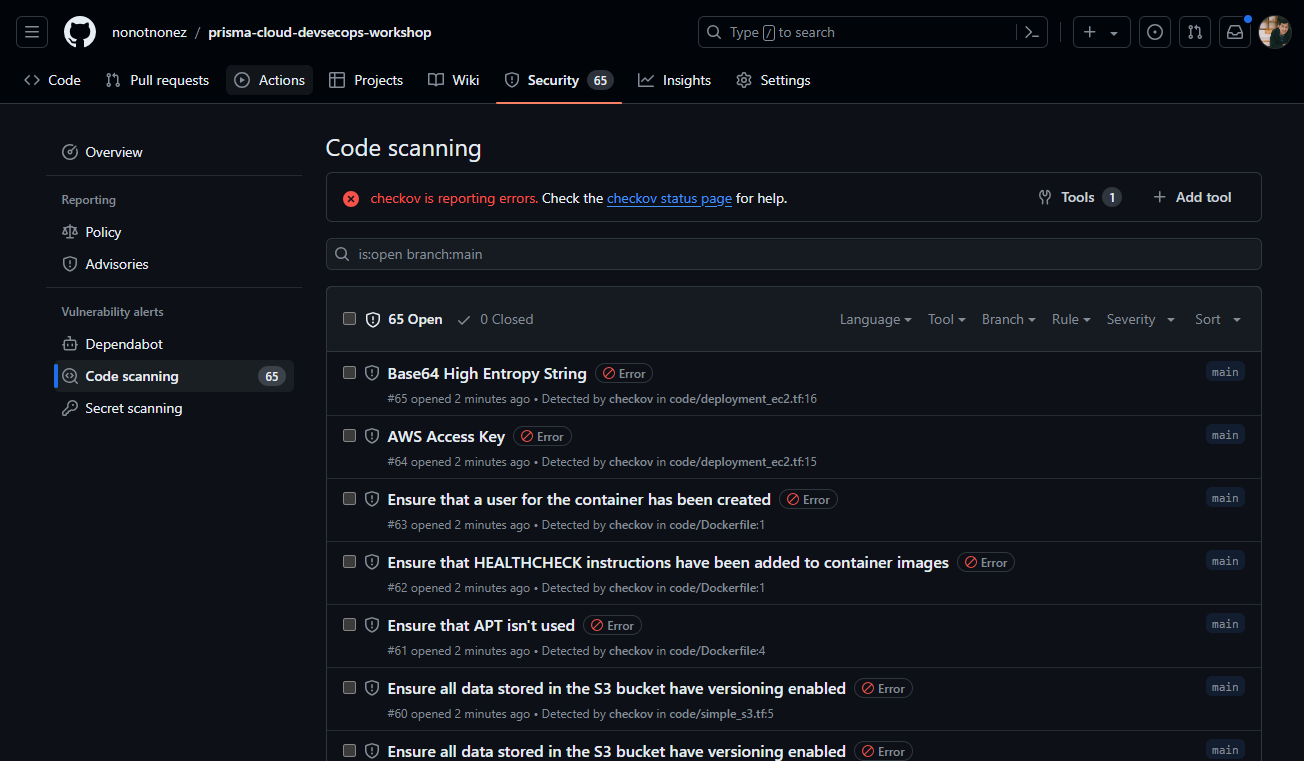 nonotnonez / prisma-cloud-devsecops-workshop
Type / to search
Code Pull requests Actions Projects Wiki Security 65 Insights Settings
Overview
Reporting
Policy
Advisories
Vulnerability alerts
Dependabot
Code scanning 65
Secret scanning
Code scanning
checkov is reporting errors. Check the checkov status page for help.
Tools 1 Add tool
is:open branch:main
65 Open 0 Closed Language Tool Branch Rule Severity Sort
Base64 High Entropy String Error main
#65 opened 2 minutes ago • Detected by checkov in code/deployment_ec2.tf:16
AWS Access Key Error main
#64 opened 2 minutes ago • Detected by checkov in code/deployment_ec2.tf:15
Ensure that a user for the container has been created Error main
#63 opened 2 minutes ago • Detected by checkov in code/Dockerfile:1
Ensure that HEALTHCHECK instructions have been added to container images Error main
#62 opened 2 minutes ago • Detected by checkov in code/Dockerfile:1
Ensure that APT isn't used Error main
#61 opened 2 minutes ago • Detected by checkov in code/Dockerfile:4
Ensure all data stored in the S3 bucket have versioning enabled Error main
#60 opened 2 minutes ago • Detected by checkov in code/simple_s3.tf:5
Ensure all data stored in the S3 bucket have versioning enabled Error main